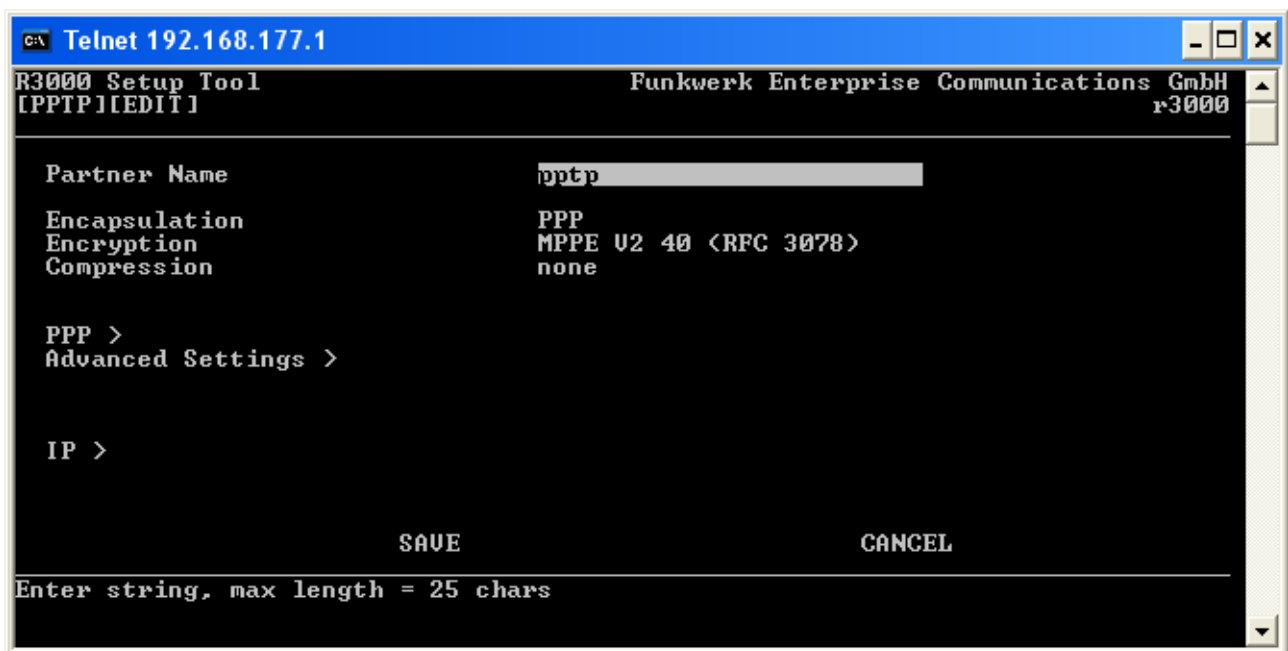 Telnet 192.168.177.1
R3000 Setup Tool Funkwerk Enterprise Communications GmbH
[PPTP][EDIT] r3000
Partner Name pptp
Encapsulation PPP
Encryption MPPE V2 40 (RFC 3078)
Compression none
PPP >
Advanced Settings >
IP >
SAVE CANCEL
Enter string, max length = 25 chars